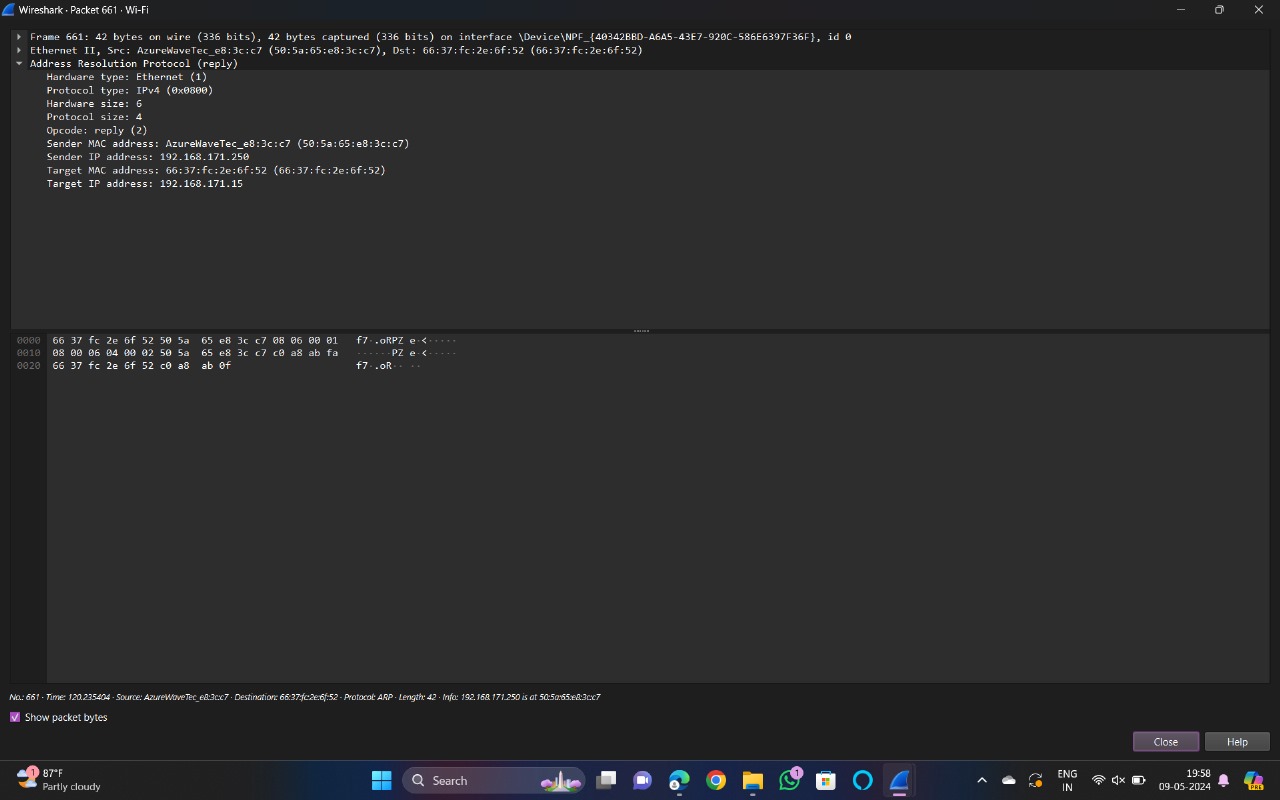 Wireshark · Packet 661 · Wi-Fi
Frame 661: 42 bytes on wire (336 bits), 42 bytes captured (336 bits) on interface \Device\NPF_{40342BBD-A6A5-43E7-920C-586E6397F36F}, id 0
Ethernet II, Src: AzureWaveTec_e8:3c:c7 (50:5a:65:e8:3c:c7), Dst: 66:37:fc:2e:6f:52 (66:37:fc:2e:6f:52)
Address Resolution Protocol (reply)
Hardware type: Ethernet (1)
Protocol type: IPv4 (0x0800)
Hardware size: 6
Protocol size: 4
Opcode: reply (2)
Sender MAC address: AzureWaveTec_e8:3c:c7 (50:5a:65:e8:3c:c7)
Sender IP address: 192.168.171.250
Target MAC address: 66:37:fc:2e:6f:52 (66:37:fc:2e:6f:52)
Target IP address: 192.168.171.15
0000 66 37 fc 2e 6f 52 50 5a 65 e8 3c c7 08 06 00 01 f7·.oRPZ e·<·····
0010 08 00 06 04 00 02 50 5a 65 e8 3c c7 c0 a8 ab fa ······PZ e·<·····
0020 66 37 fc 2e 6f 52 c0 a8 ab 0f f7·.oR·· ··
No.: 661 · Time: 120.235404 · Source: AzureWaveTec_e8:3c:c7 · Destination: 66:37:fc:2e:6f:52 · Protocol: ARP · Length: 42 · Info: 192.168.171.250 is at 50:5a:65:e8:3c:c7
Show packet bytes
Close Help
1 87°F
Partly cloudy
Search
1
ENG
IN
19:58
09-05-2024
PRE